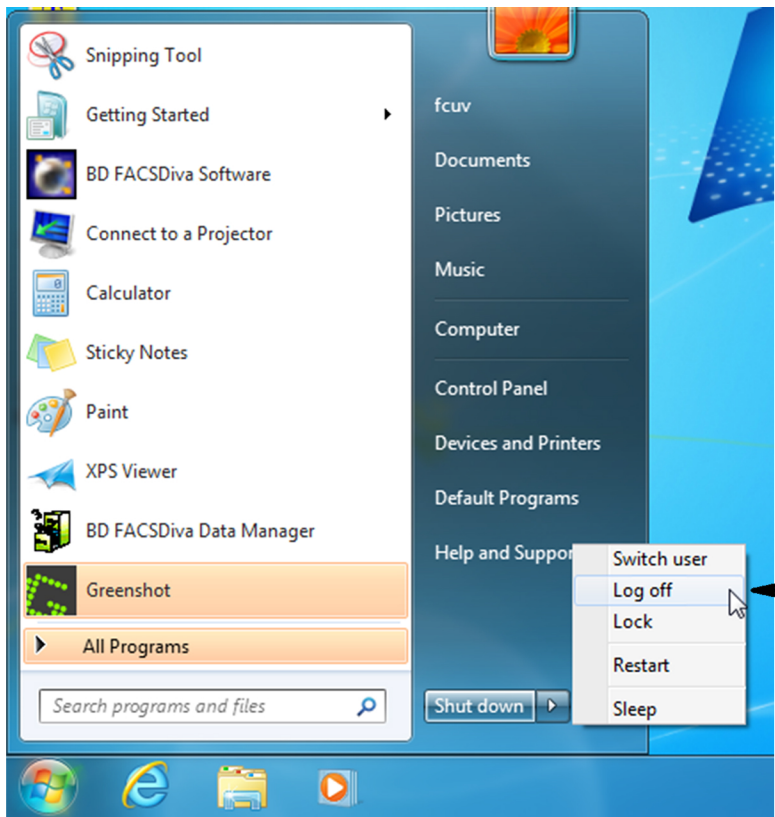 Snipping Tool
Getting Started
BD FACSDiva Software
Connect to a Projector
Calculator
Sticky Notes
Paint
XPS Viewer
BD FACSDiva Data Manager
Greenshot
All Programs
Search programs and files
fcuv
Documents
Pictures
Music
Computer
Control Panel
Devices and Printers
Default Programs
Help and Suppor
Shut down
Switch user
Log off
Lock
Restart
Sleep